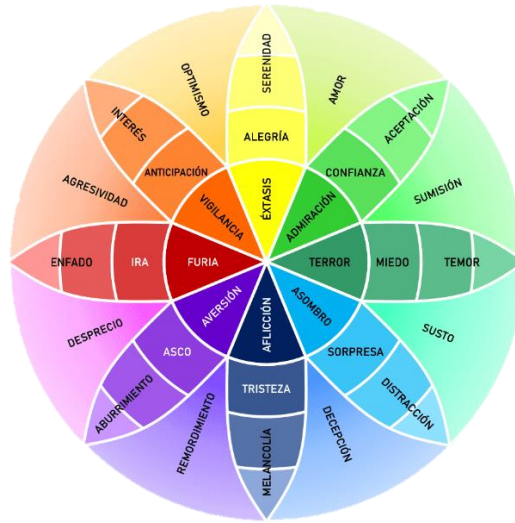 SERENIDAD
OPTIMISMO
AMOR
INTERÉS
ALEGRÍA
ACEPTACIÓN
ANTICIPACIÓN
CONFIANZA
AGRESIVIDAD
VIGILANCIA
ÉXTASIS
ADMIRACIÓN
SUMISIÓN
ENFADO
IRA
FURIA
TERROR
MIEDO
TEMOR
DESPRECIO
AVERSIÓN
AFLICCIÓN
ASOMBRO
SUSTO
ASCO
SORPRESA
ABURRIMIENTO
TRISTEZA
DISTRACCIÓN
REMORDIMIENTO
MELANCOLÍA
DECEPCIÓN